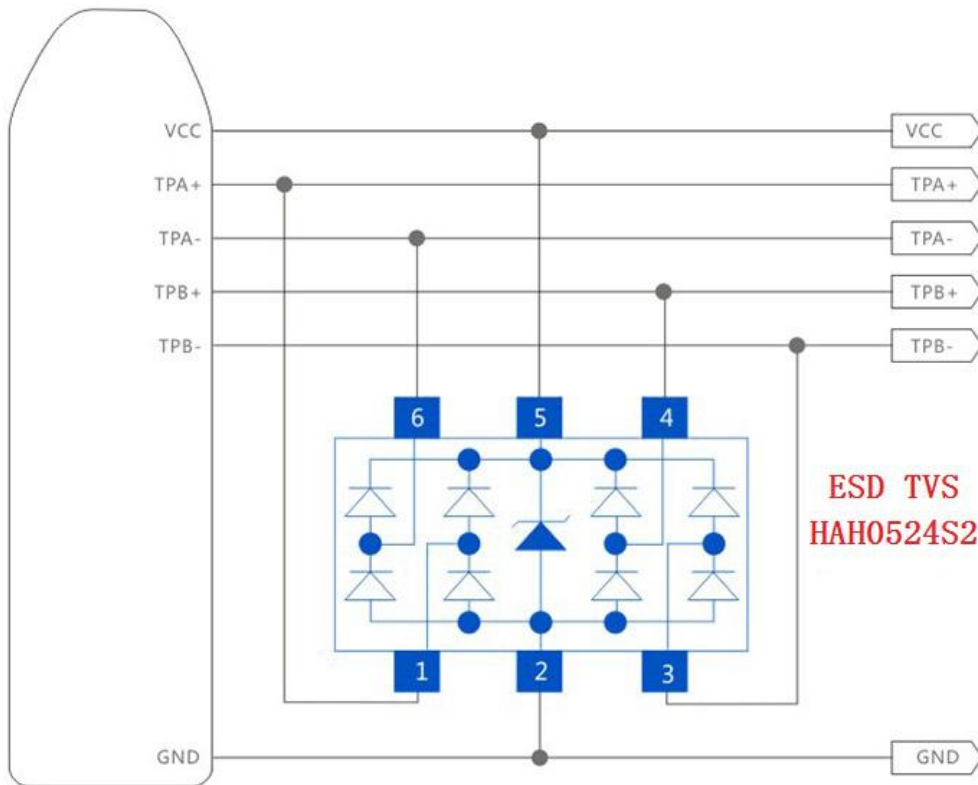 VCC VCC
TPA+ TPA+
TPA- TPA-
TPB+ TPB+
TPB- TPB-
6 5 4
ESD TVS
HAH0524S2
1 2 3
GND GND